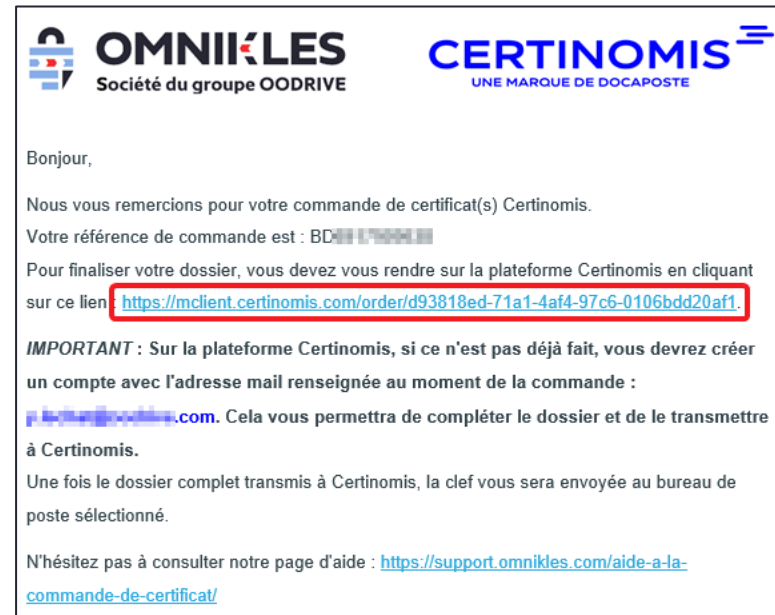 OMNIKLES
Société du groupe OODRIVE
CERTINOMIS
UNE MARQUE DE DOCAPOSTE
Bonjour,
Nous vous remercions pour votre commande de certificat(s) Certinomis.
Votre référence de commande est : BD
Pour finaliser votre dossier, vous devez vous rendre sur la plateforme Certinomis en cliquant
sur ce lien : https://mclient.certinomis.com/order/d93818ed-71a1-4af4-97c6-0106bdd20af1.
IMPORTANT : Sur la plateforme Certinomis, si ce n'est pas déjà fait, vous devrez créer
un compte avec l'adresse mail renseignée au moment de la commande :
.com. Cela vous permettra de compléter le dossier et de le transmettre
à Certinomis.
Une fois le dossier complet transmis à Certinomis, la clef vous sera envoyée au bureau de
poste sélectionné.
N'hésitez pas à consulter notre page d'aide : https://support.omnikles.com/aide-a-la-
commande-de-certificat/